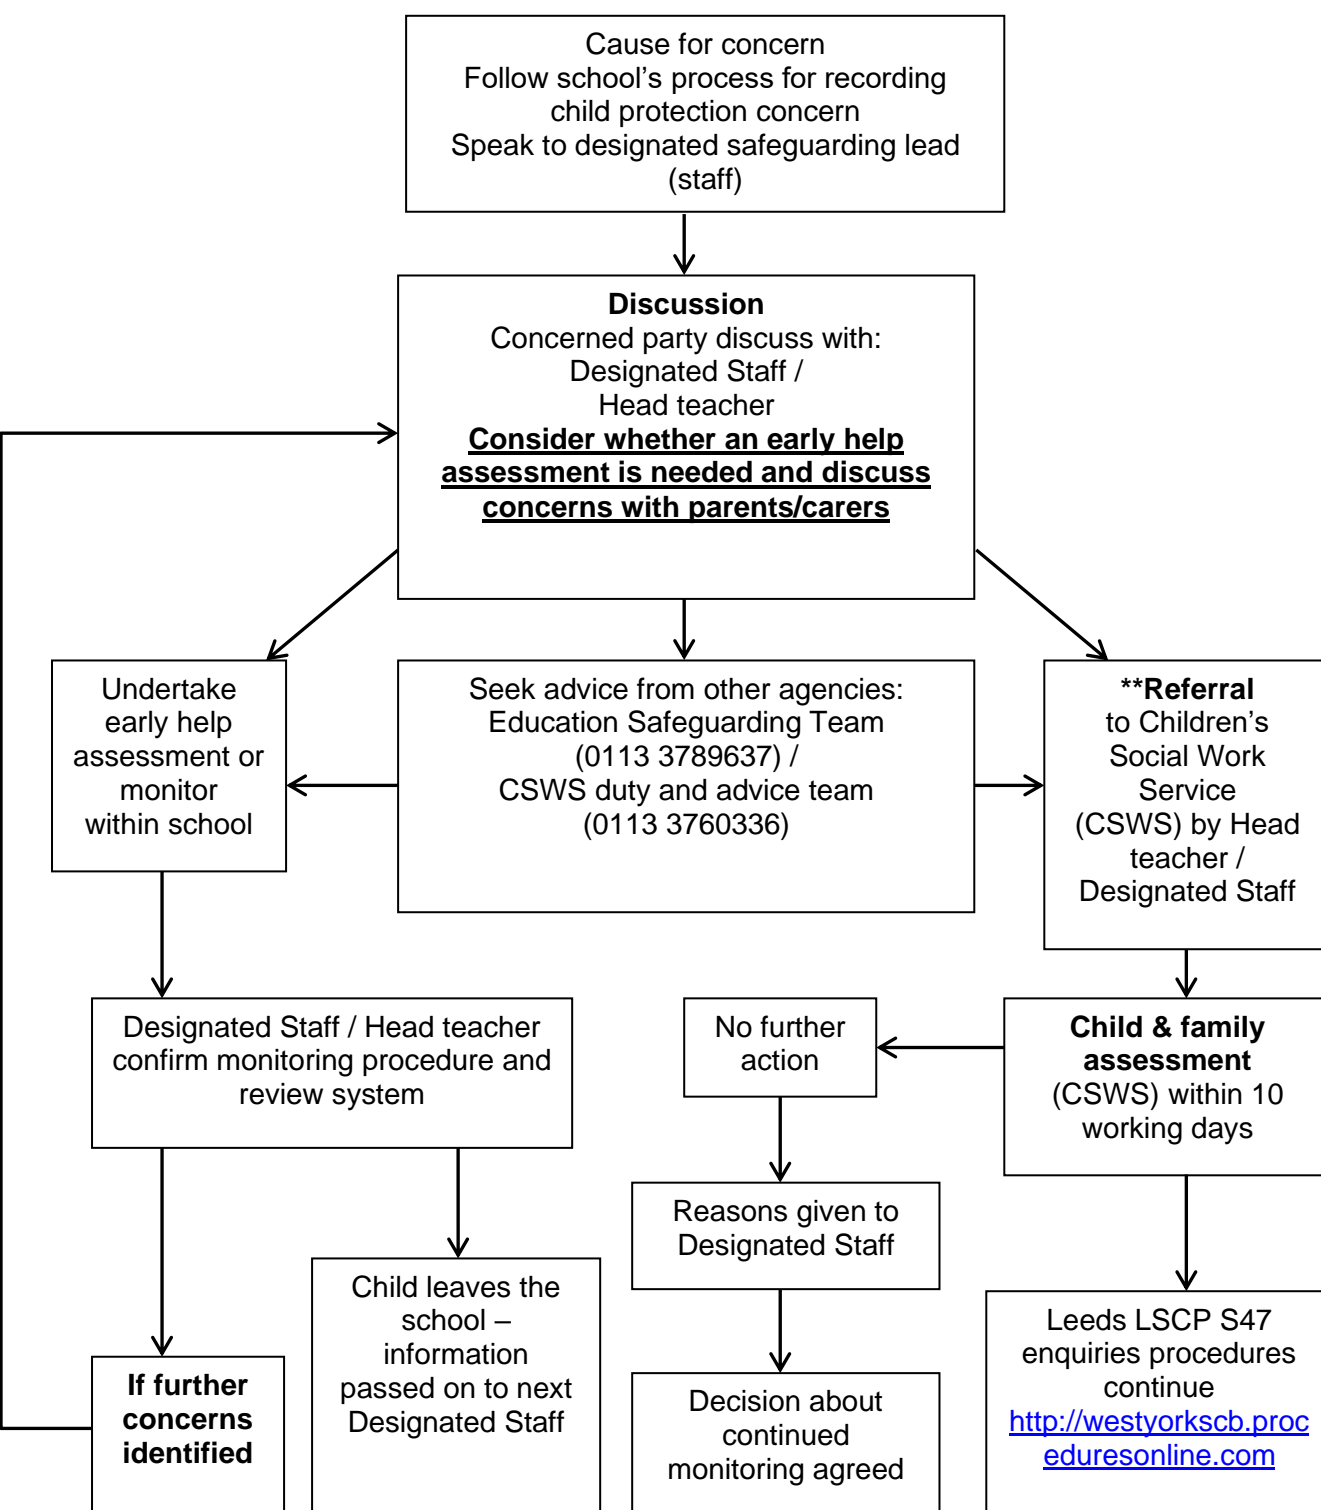 Cause for concern
Follow school’s process for recording
child protection concern
Speak to designated safeguarding lead
(staff)
Discussion
Concerned party discuss with:
Designated Staff /
Head teacher
Consider whether an early help
assessment is needed and discuss
concerns with parents/carers
Undertake
early help
assessment or
monitor
within school
Seek advice from other agencies:
Education Safeguarding Team
(0113 3789637) /
CSWS duty and advice team
(0113 3760336)
**Referral
to Children’s
Social Work
Service
(CSWS) by Head
teacher /
Designated Staff
Designated Staff / Head teacher
confirm monitoring procedure and
review system
No further
action
Child & family
assessment
(CSWS) within 10
working days
Reasons given to
Designated Staff
If further
concerns
identified
Child leaves the
school –
information
passed on to next
Designated Staff
Decision about
continued
monitoring agreed
Leeds LSCP S47
enquiries procedures
continue
http://westyorkscb.proc
eduresonline.com